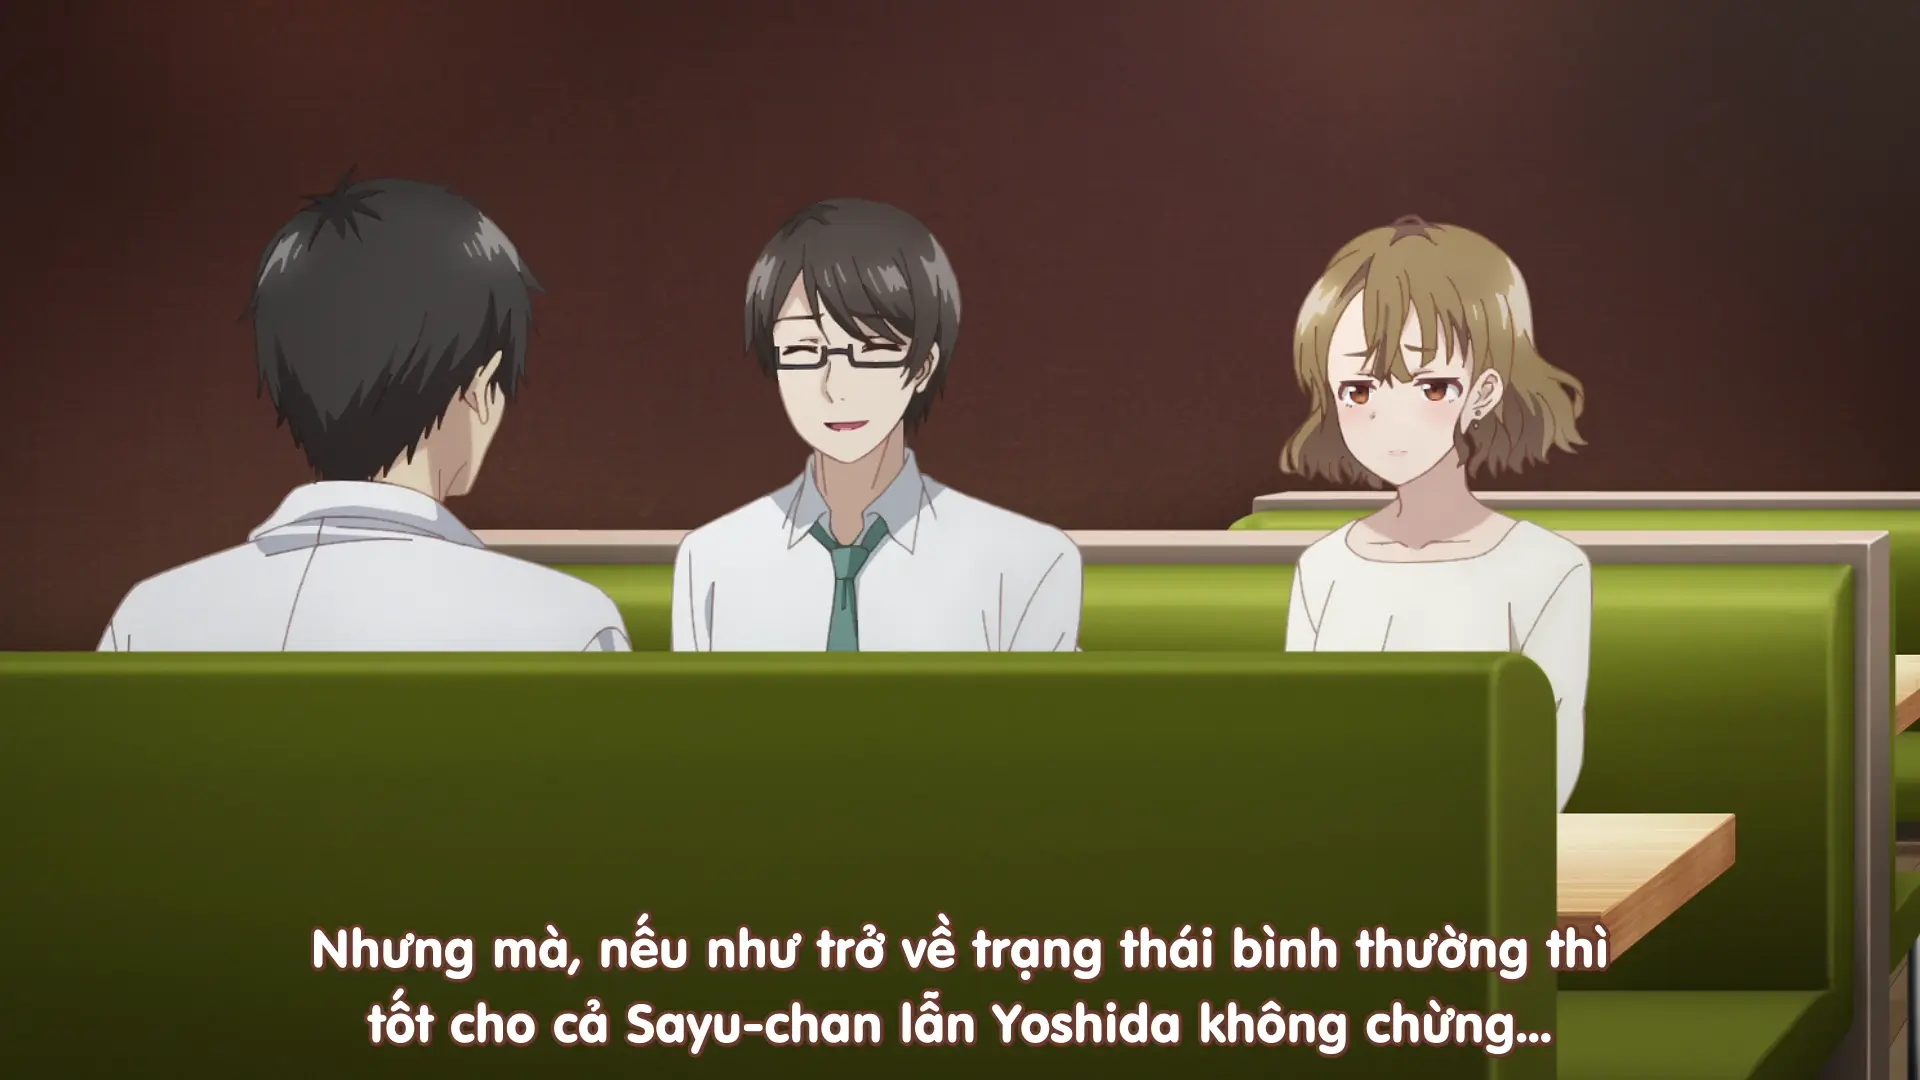 Nhưng mà, nếu như trở về trạng thái bình thường thì
tốt cho cả Sayu-chan lẫn Yoshida không chừng...